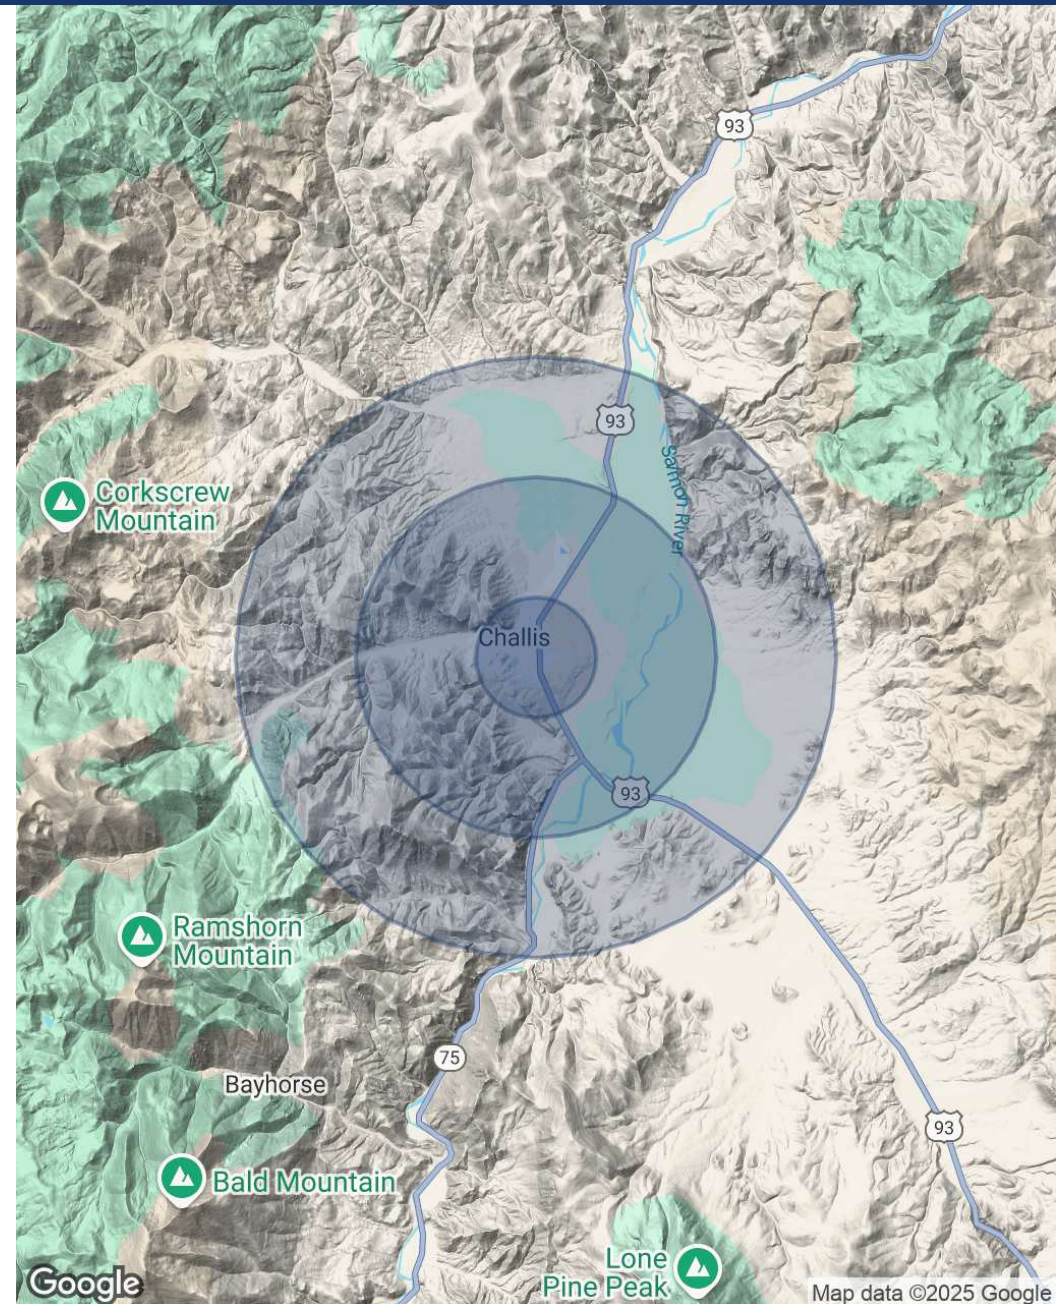 93
93
Salmon River
Corkscrew
Mountain
Challis
93
Ramshorn
Mountain
75
Bayhorse
93
Bald Mountain
Lone
Pine Peak
Google
Map data ©2025 Google